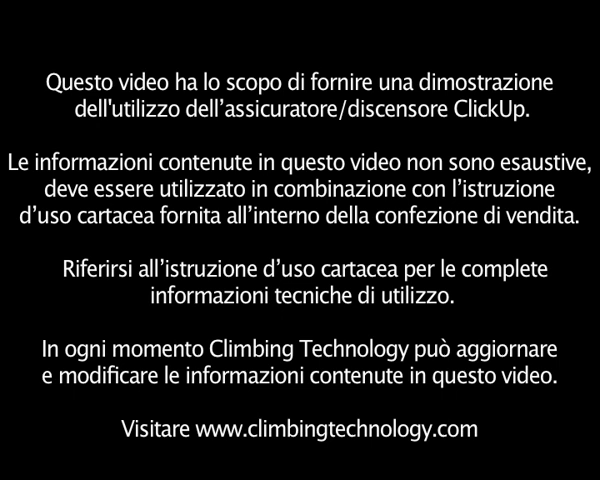 Questo video ha lo scopo di fornire una dimostrazione
dell'utilizzo dell’assicuratore/discensore ClickUp.
Le informazioni contenute in questo video non sono esaustive,
deve essere utilizzato in combinazione con l’istruzione
d’uso cartacea fornita all’interno della confezione di vendita.
Riferirsi all’istruzione d’uso cartacea per le complete
informazioni tecniche di utilizzo.
In ogni momento Climbing Technology può aggiornare
e modificare le informazioni contenute in questo video.
Visitare www.climbingtechnology.com